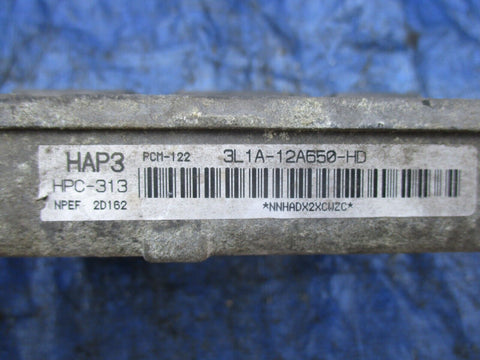 HAP3 PCM-122 3L1A-12A650-HD
HPC-313
NPEF 2D162
*NNHADX2XCWZC*